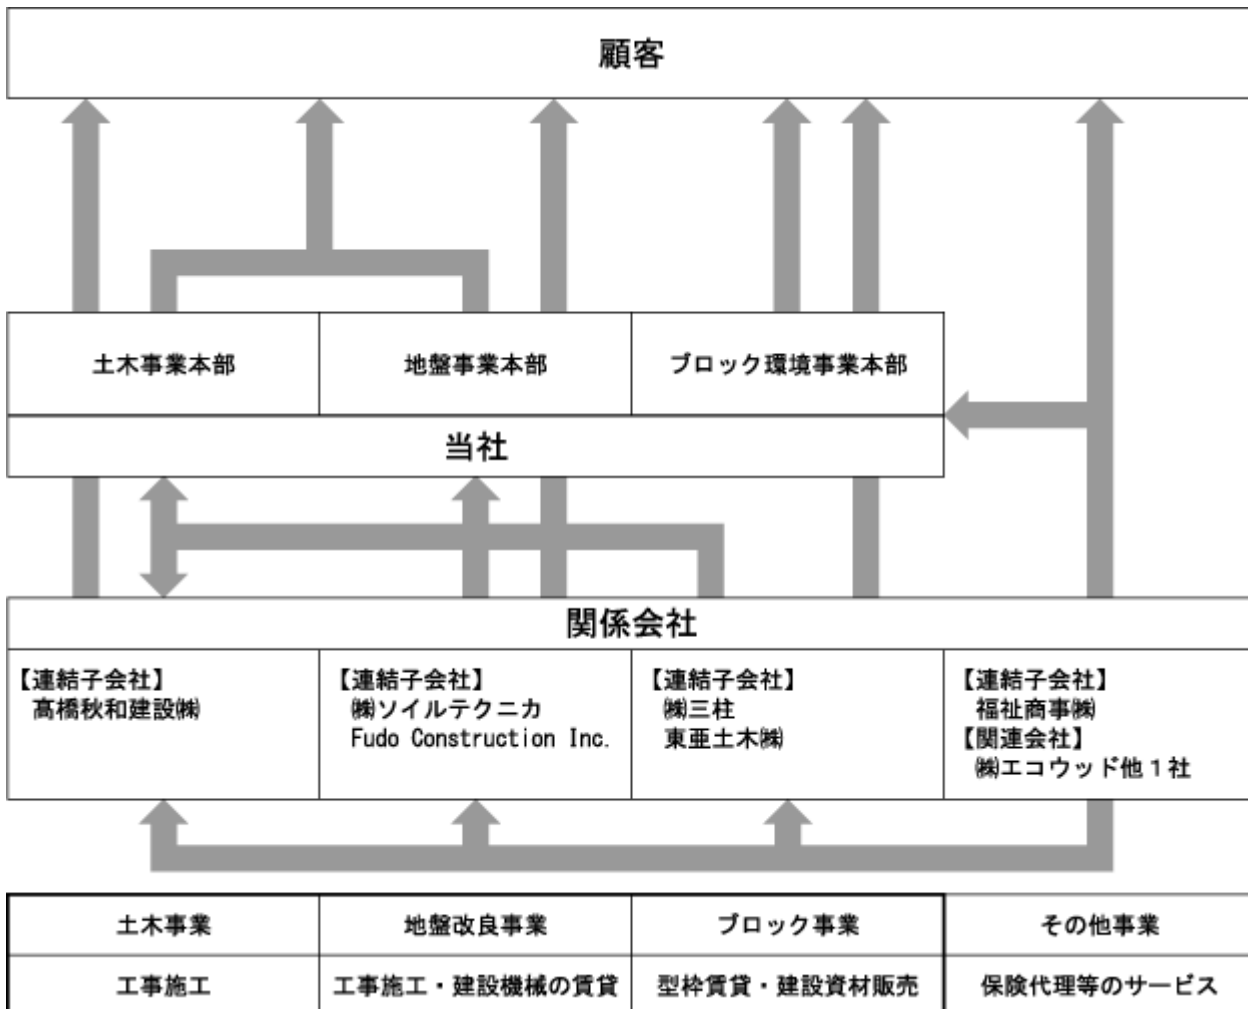 顧客
土木事業本部
地盤事業本部
ブロック環境事業本部
当社
関係会社
【連結子会社】
髙橋秋和建設㈱
【連結子会社】
㈱ソイルテクニカ
Fudo Construction Inc.
【連結子会社】
㈱三柱
東亜土木㈱
【連結子会社】
福祉商事㈱
【関連会社】
㈱エコウッド他1社
土木事業
地盤改良事業
ブロック事業
その他事業
工事施工
工事施工・建設機械の賃貸
型枠賃貸・建設資材販売
保険代理等のサービス